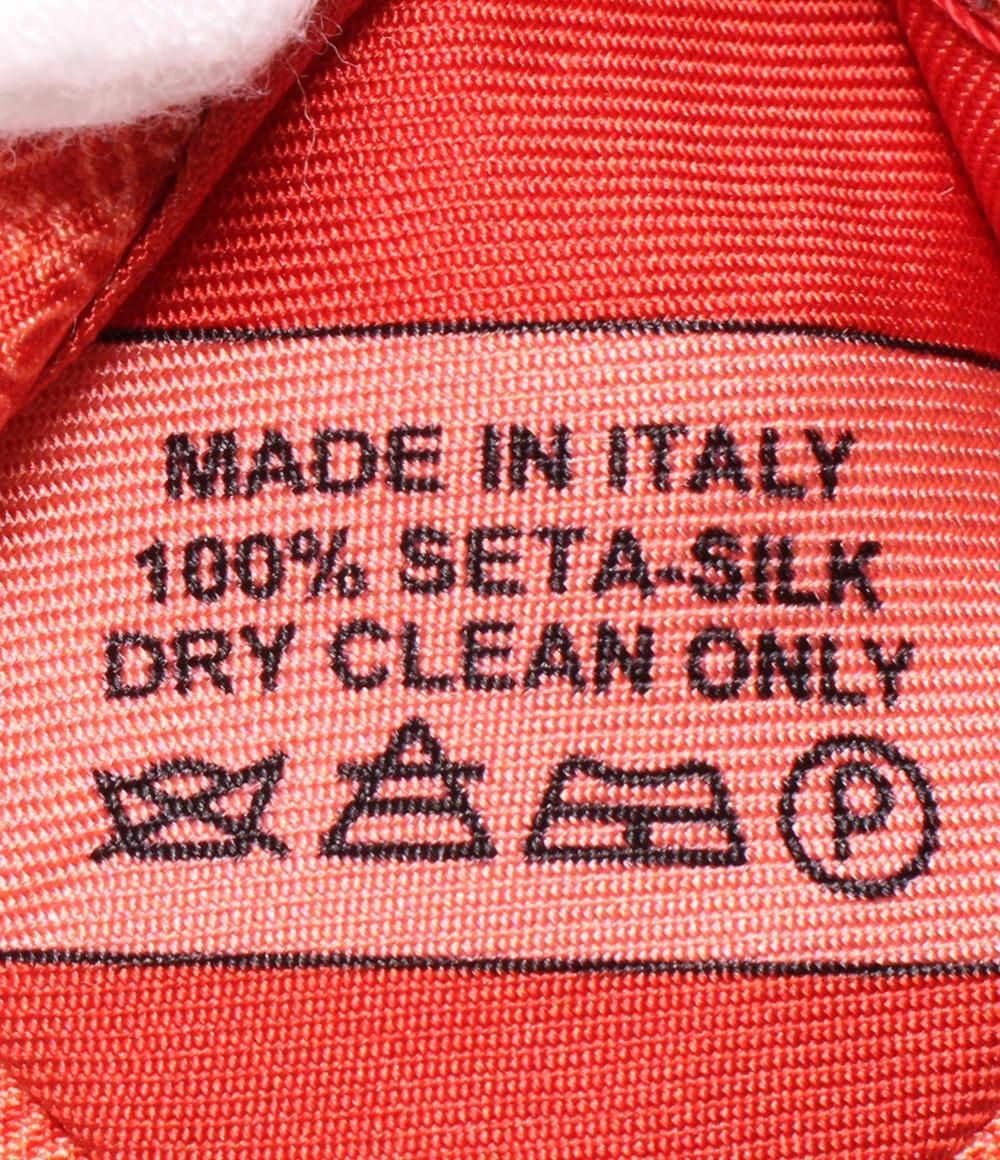 MADE IN ITALY
100% SETA-SILK
DRY CLEAN ONLY
P